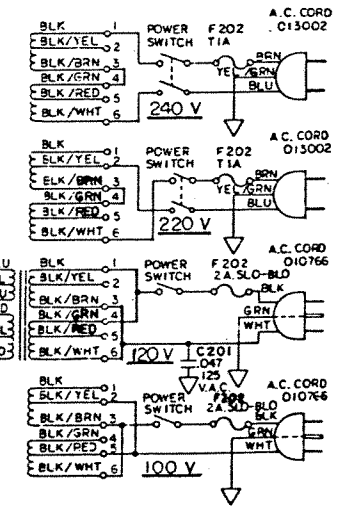 A.C. CORD
013002
BLK 1
BLK/YEL 2
BLK/BRN 3
BLK/GRN 4
BLK/RED 5
BLK/WHT 6
POWER
SWITCH
F202
T1A
BRN
YEL/GRN
BLU
240 V
A.C. CORD
013002
BLK 1
BLK/YEL 2
BLK/BRN 3
BLK/GRN 4
BLK/RED 5
BLK/WHT 6
POWER
SWITCH
F202
T1A
BRN
YEL/GRN
BLU
220 V
A.C. CORD
010766
BLK 1
BLK/YEL 2
BLK/BRN 3
BLK/GRN 4
BLK/RED 5
BLK/WHT 6
POWER
SWITCH
F202
2A.SLO-BLO
BLK
GRN
WHT
120 V
C201
.047
125
V.A.C.
A.C. CORD
010766
BLK 1
BLK/YEL 2
BLK/BRN 3
BLK/GRN 4
BLK/RED 5
BLK/WHT 6
POWER
SWITCH
F202
2A.SLO-BLO
BLK
GRN
WHT
100 V